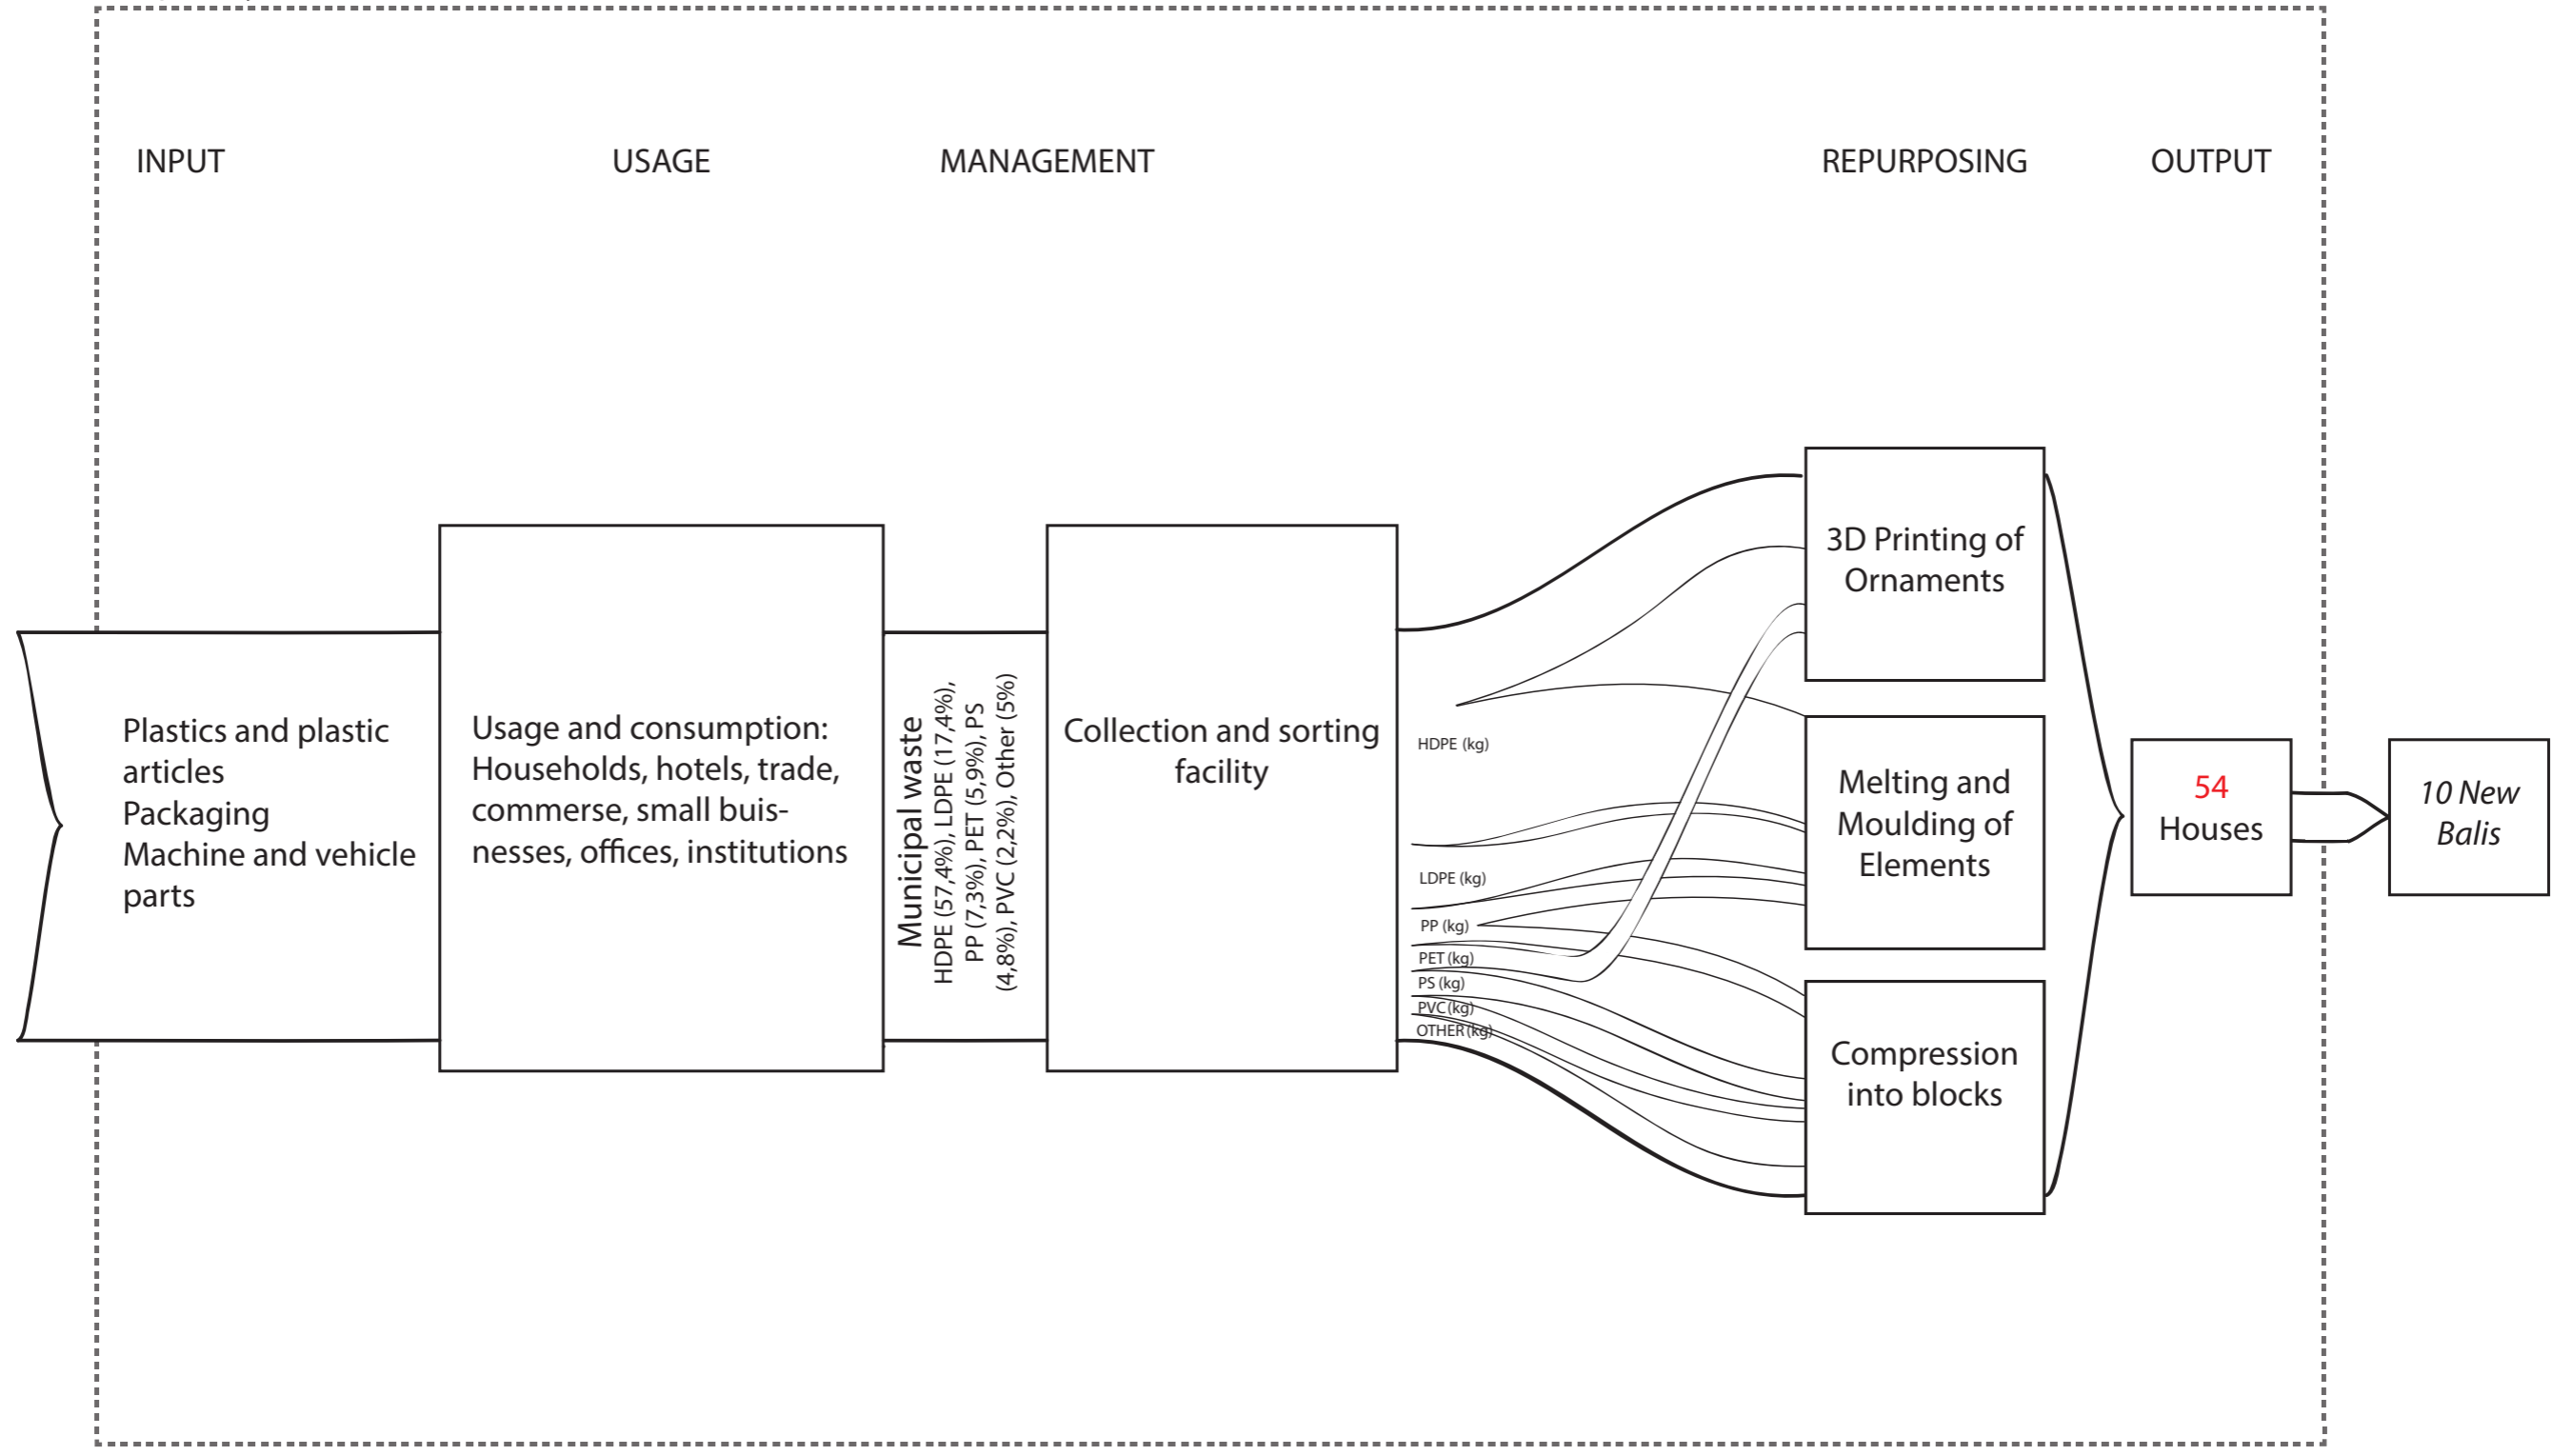 INPUT
USAGE
MANAGEMENT
REPURPOSING
OUTPUT
Plastics and plastic
articles
Packaging
Machine and vehicle
parts
Usage and consumption:
Households, hotels, trade,
commerse, small buis-
nesses, offices, institutions
Municipal waste
HDPE (57,4%), LDPE (17,4%),
PP (7,3%), PET (5,9%), PS
(4,8%), PVC (2,2%), Other (5%)
Collection and sorting
facility
HDPE (kg)
LDPE (kg)
PP (kg)
PET (kg)
PS (kg)
PVC (kg)
OTHER (kg)
3D Printing of
Ornaments
Melting and
Moulding of
Elements
Compression
into blocks
54
Houses
10 New
Balis